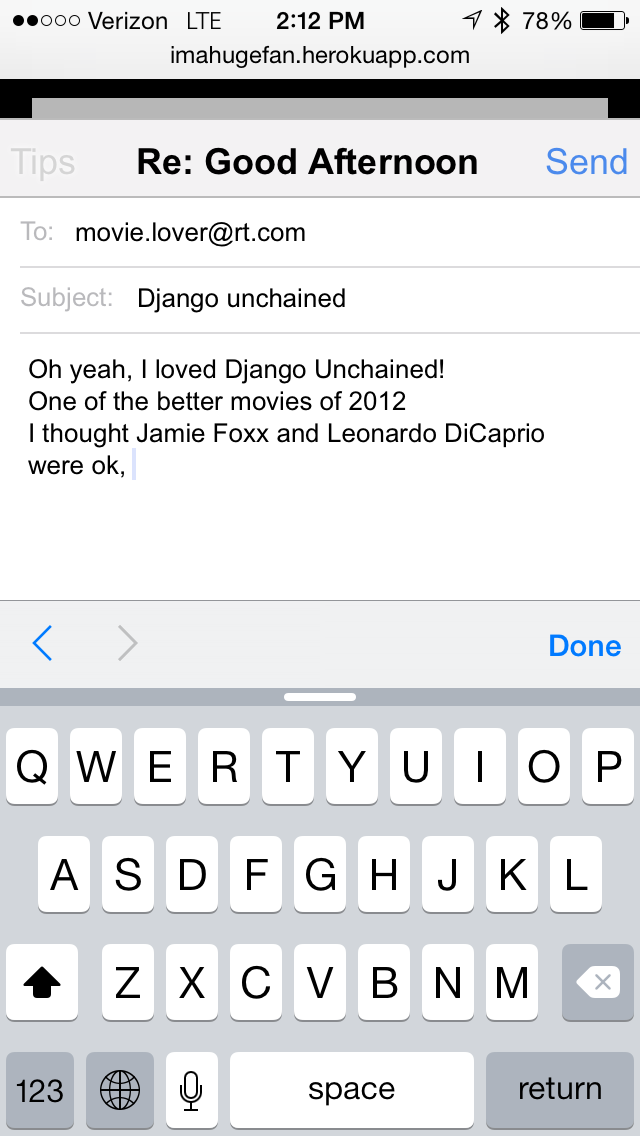 Verizon LTE 2:12 PM 78%
imahugefan.herokuapp.com
Tips Re: Good Afternoon Send
To: movie.lover@rt.com
Subject: Django unchained
Oh yeah, I loved Django Unchained!
One of the better movies of 2012
I thought Jamie Foxx and Leonardo DiCaprio
were ok,
Done
Q W E R T Y U I O P
A S D F G H J K L
Z X C V B N M
123 space return